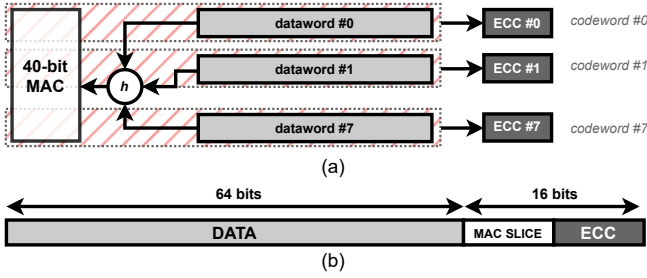 dataword #0
ECC #0
codeword #0
40-bit
MAC
h
dataword #1
ECC #1
codeword #1
dataword #7
ECC #7
codeword #7
(a)
64 bits
16 bits
DATA
MAC SLICE
ECC
(b)